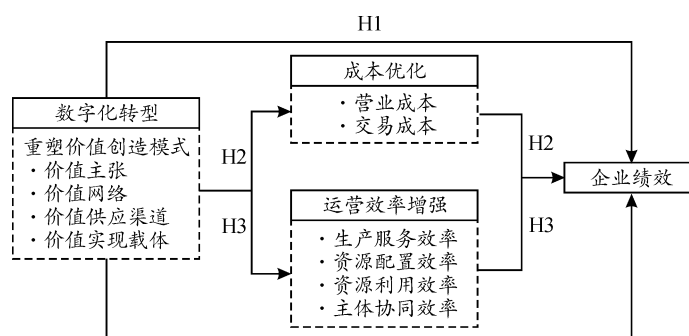 H1
数字化转型
重塑价值创造模式
·价值主张
·价值网络
·价值供应渠道
·价值实现载体
H2
H3
成本优化
·营业成本
·交易成本
运营效率增强
·生产服务效率
·资源配置效率
·资源利用效率
·主体协同效率
H2
H3
企业绩效